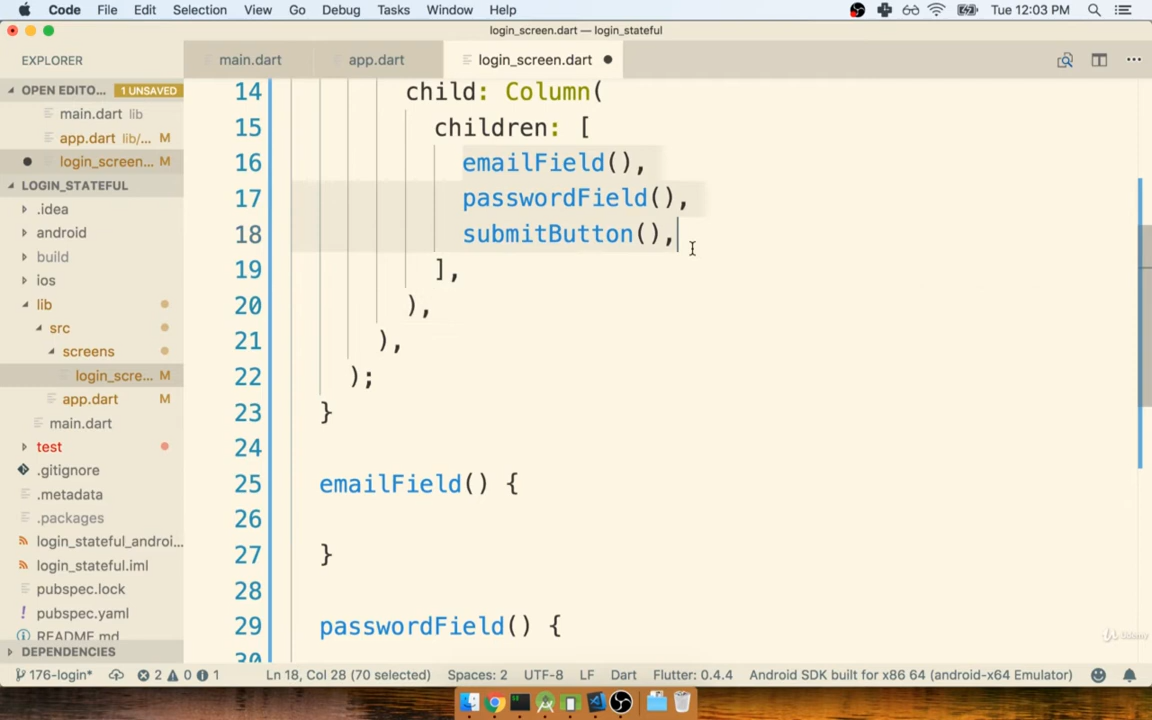 Code File Edit Selection View Go Debug Tasks Window Help Tue 12:03 PM
login_screen.dart — login_stateful
EXPLORER
main.dart app.dart login_screen.dart
OPEN EDITO... 1 UNSAVED
main.dart lib
app.dart lib/... M
login_screen... M
LOGIN_STATEFUL
.idea
android
build
ios
lib
src
screens
login_scre... M
app.dart M
main.dart
test
.gitignore
.metadata
.packages
login_stateful_androi...
login_stateful.iml
pubspec.lock
pubspec.yaml
README.md
DEPENDENCIES
14 child: Column(
15 children: [
16 emailField(),
17 passwordField(),
18 submitButton(),
19 ],
20 ),
21 ),
22 );
23 }
24
25 emailField() {
26
27 }
28
29 passwordField() {
30
Udemy
176-login* 2 0 1 Ln 18, Col 28 (70 selected) Spaces: 2 UTF-8 LF Dart Flutter: 0.4.4 Android SDK built for x86 64 (android-x64 Emulator)